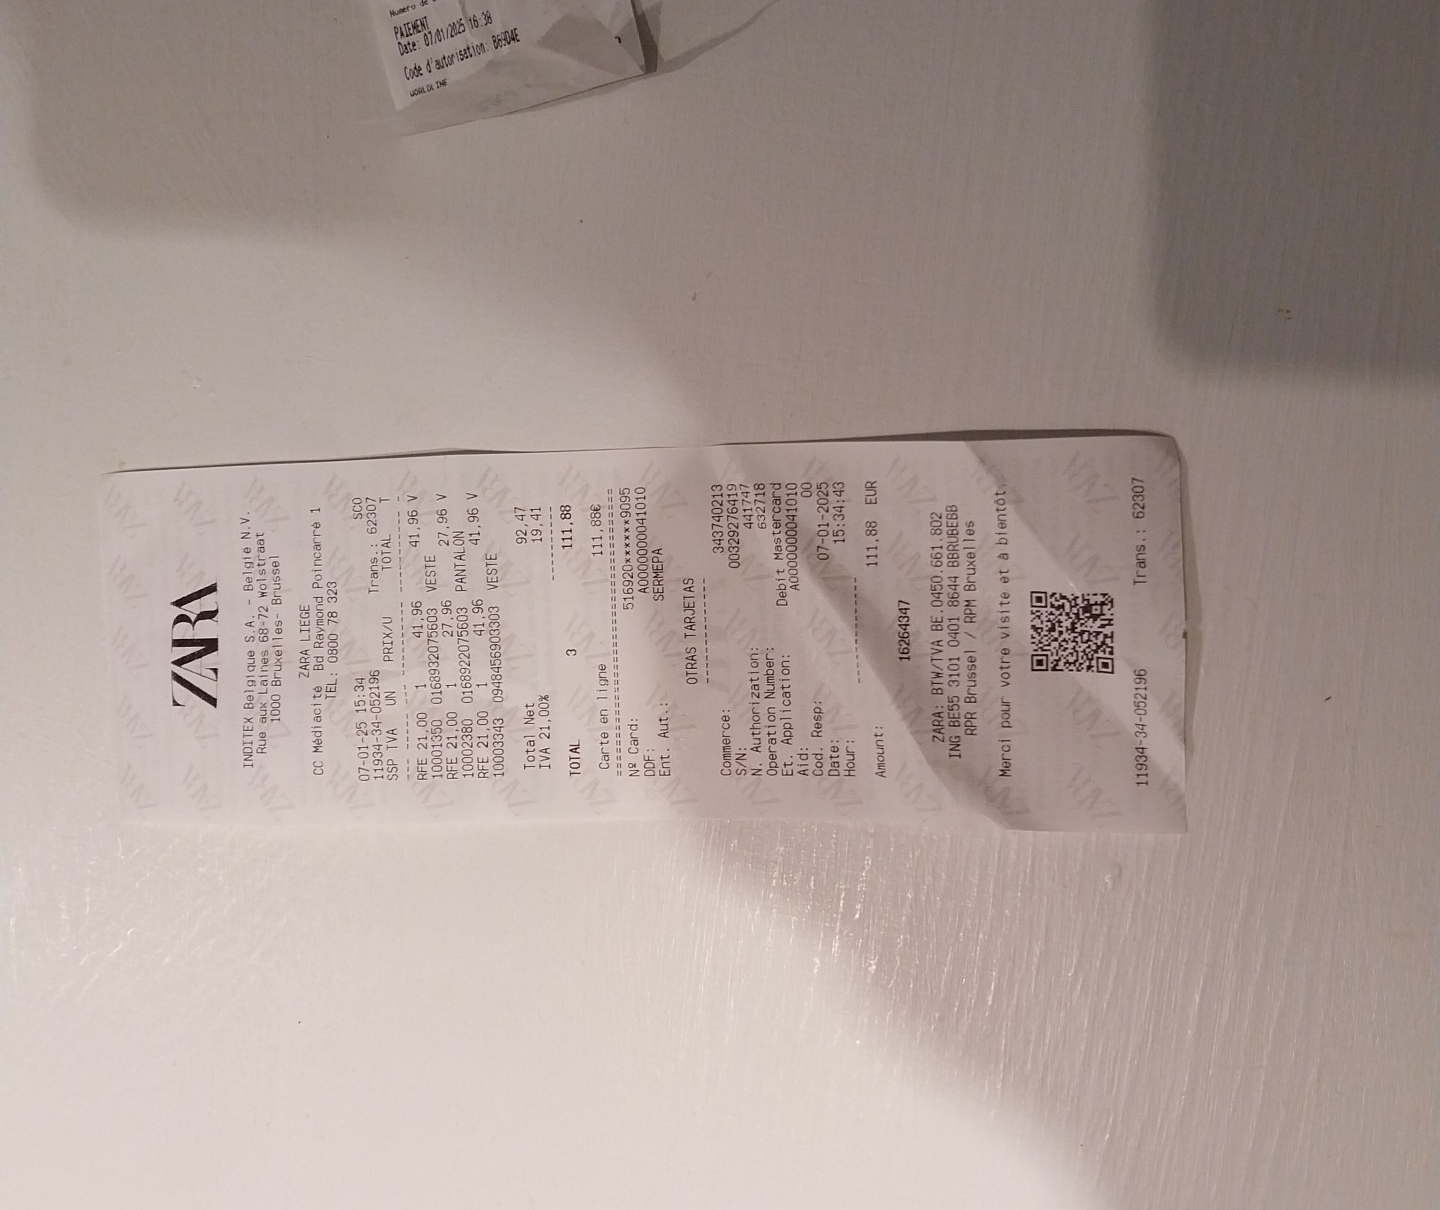 PAIEMENT
Date: 07/01/2025 16:38
Code d'autorisation: B69D4E
WORLDLINE
ZARA
INDITEX Belgique S.A. - Belgie N.V.
Rue aux Laines 68-72 Wolstraat
1000 Bruxelles- Brussel
ZARA LIEGE
CC Médiacité Bd Raymond Poincarré 1
TEL: 0800 78 323
07-01-25 15:34 SCO
11934-34-052196 Trans.: 62307
SSP TVA UN PRIX/U TOTAL T
RFE 21,00 1 41,96 41,96 V
10001350 01689320756O3 VESTE
RFE 21,00 1 27,96 27,96 V
10002380 0168922075603 PANTALON
RFE 21,00 1 41,96 41,96 V
10003343 0948456903303 VESTE
Total Net 92,47
IVA 21,00% 19,41
TOTAL 3 111,88
Carte en ligne 111,88€
Nº Card: 516920******9095
DDF: A0000000041010
Ent. Aut.: SERMEPA
OTRAS TARJETAS
Commerce: 343740213
S/N: 00329276419
N. Authorization: 441747
Operation Number: 632718
Et. Application: Debit Mastercard
Aid: A0000000041010
Cod. Resp: 00
Date: 07-01-2025
Hour: 15:34:43
Amount: 111,88 EUR
16264347
ZARA: BTW/TVA BE.0450.661.802
ING BE55 3101 0401 8644 BBRUBEBB
RPR Brussel / RPM Bruxelles
Merci pour votre visite et à bientôt.
11934-34-052196 Trans.: 62307